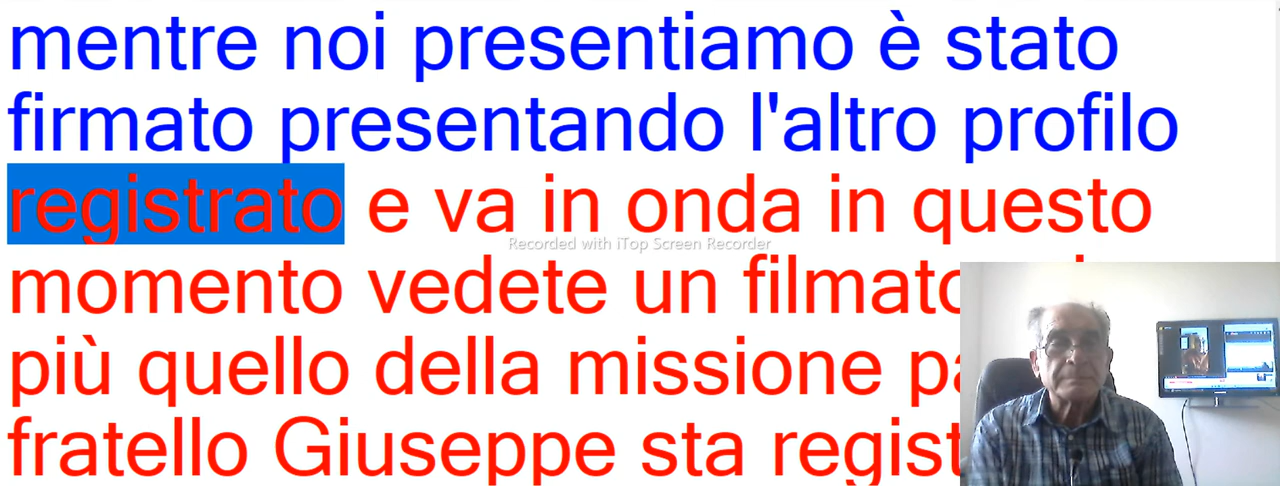 mentre noi presentiamo è stato
firmato presentando l'altro profilo
registrato e va in onda in questo
Recorded with iTop Screen Recorder
momento vedete un filmato
più quello della missione
fratello Giuseppe sta